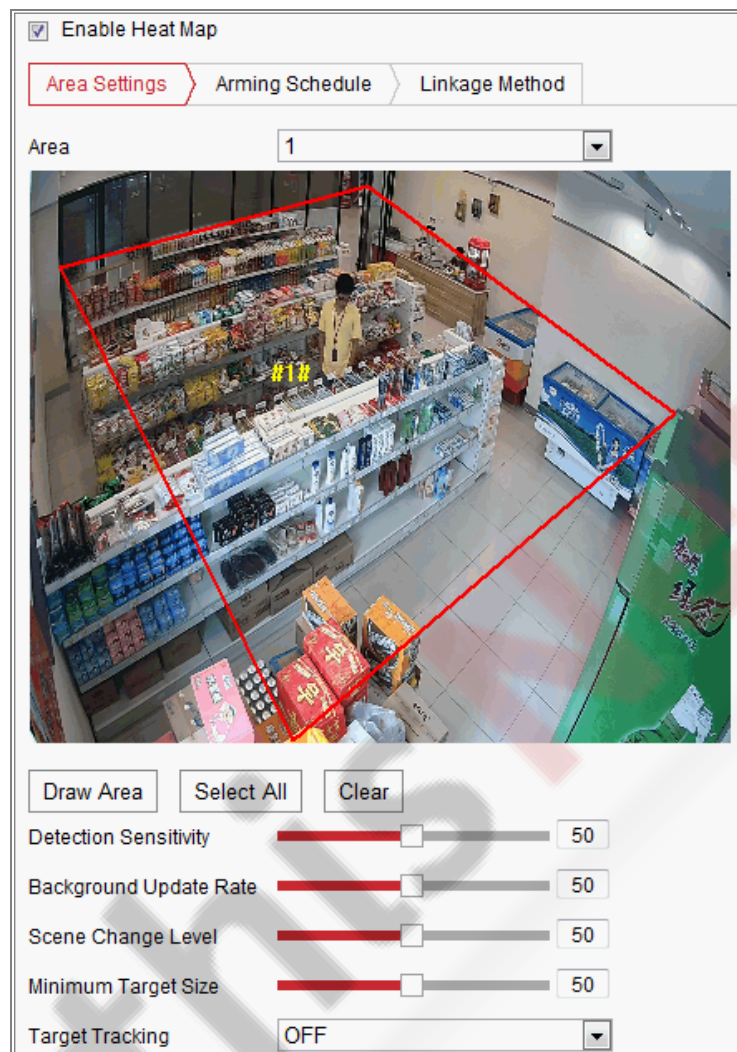 Enable Heat Map
Area Settings
Arming Schedule
Linkage Method
Area
1
#1#
Draw Area
Select All
Clear
Detection Sensitivity
50
Background Update Rate
50
Scene Change Level
50
Minimum Target Size
50
Target Tracking
OFF